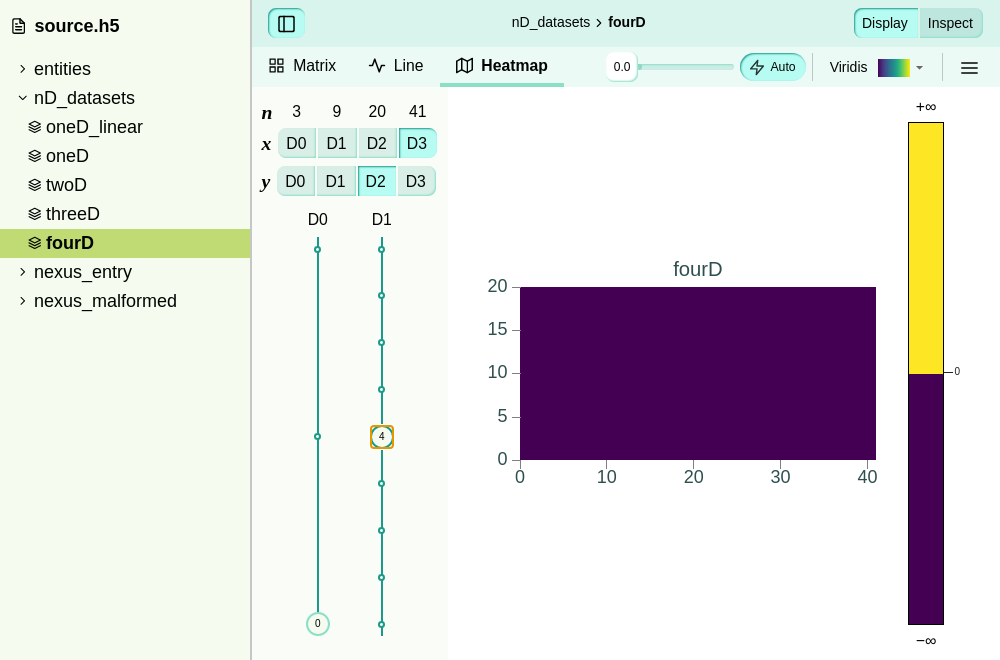 source.h5
entities
nD_datasets
oneD_linear
oneD
twoD
threeD
fourD
nexus_entry
nexus_malformed
nD_datasets › fourD
Display Inspect
Matrix Line Heatmap 0.0 Auto Viridis
n 3 9 20 41
x D0 D1 D2 D3
y D0 D1 D2 D3
D0 D1
4
0
fourD
20
15
10
5
0
0 10 20 30 40
+∞
0
−∞